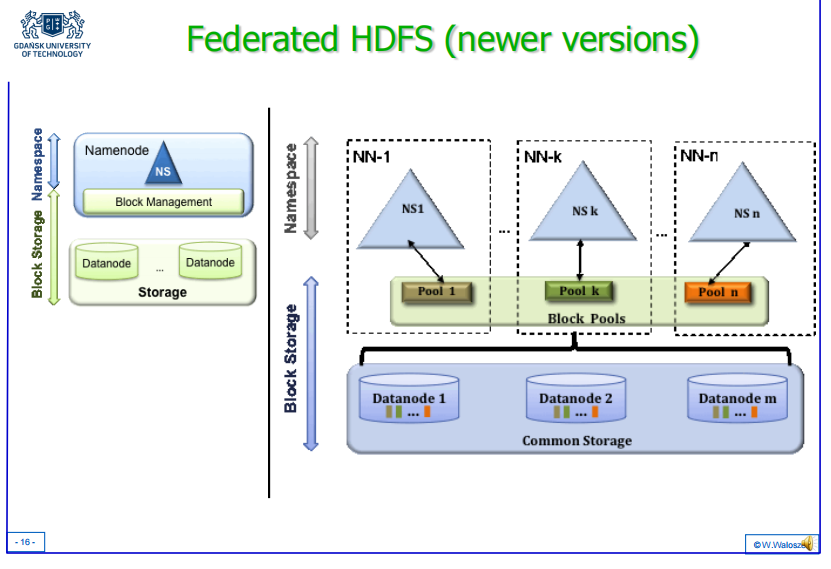 GDAŃSK UNIVERSITY
OF TECHNOLOGY
Federated HDFS (newer versions)
Namespace
Block Storage
Namenode
NS
Block Management
Datanode
...
Datanode
Storage
Namespace
Block Storage
NN-1
NS1
...
NN-k
NS k
...
NN-n
NS n
Pool 1
Pool k
Pool n
Block Pools
Datanode 1
...
Datanode 2
...
Datanode m
...
Common Storage
- 16 -
©W.Walosze